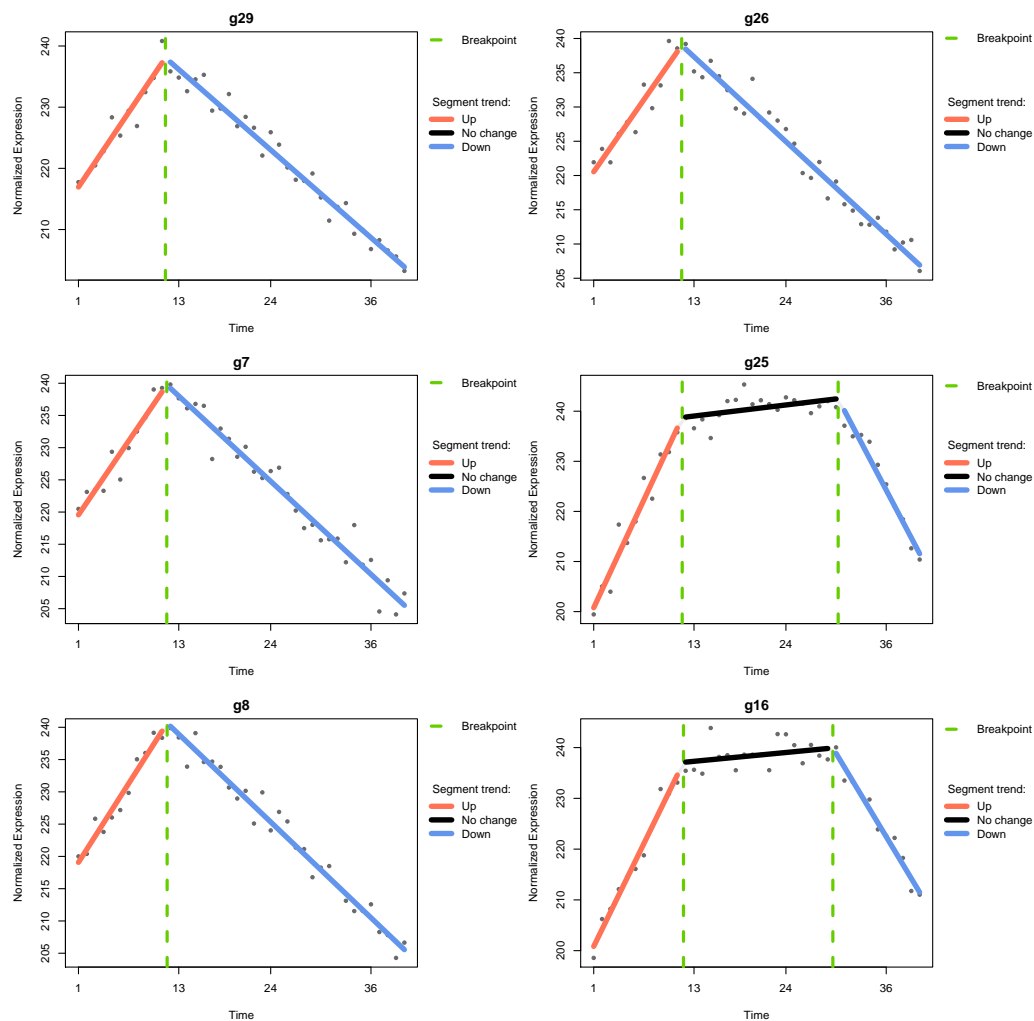 g29
Normalized Expression
240
230
220
210
1
13
24
36
Time
Breakpoint
Segment trend:
Up
No change
Down
g26
Normalized Expression
240
235
230
225
220
215
210
205
1
13
24
36
Time
Breakpoint
Segment trend:
Up
No change
Down
g7
Normalized Expression
240
235
230
225
220
215
210
205
1
13
24
36
Time
Breakpoint
Segment trend:
Up
No change
Down
g25
Normalized Expression
240
230
220
210
200
1
13
24
36
Time
Breakpoint
Segment trend:
Up
No change
Down
g8
Normalized Expression
240
235
230
225
220
215
210
205
1
13
24
36
Time
Breakpoint
Segment trend:
Up
No change
Down
g16
Normalized Expression
240
230
220
210
200
1
13
24
36
Time
Breakpoint
Segment trend:
Up
No change
Down